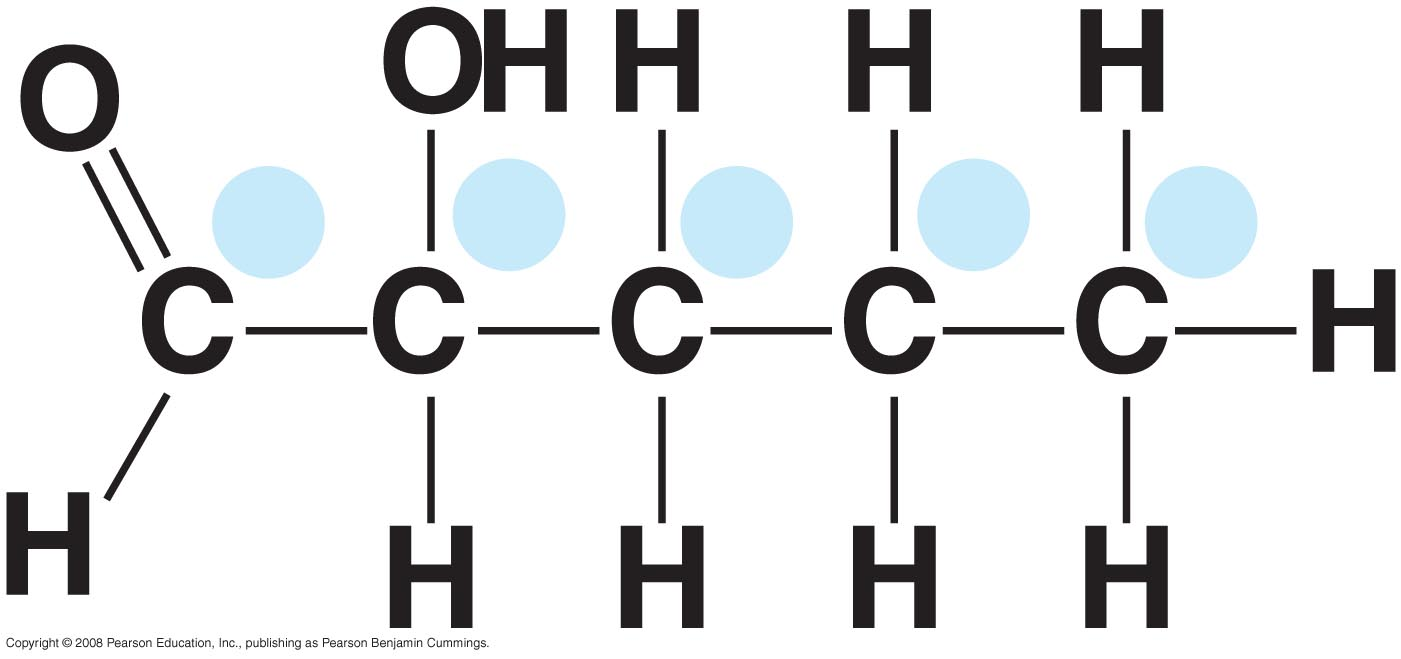 O OH H H H
C C C C C H
H H H H H
Copyright © 2008 Pearson Education, Inc., publishing as Pearson Benjamin Cummings.